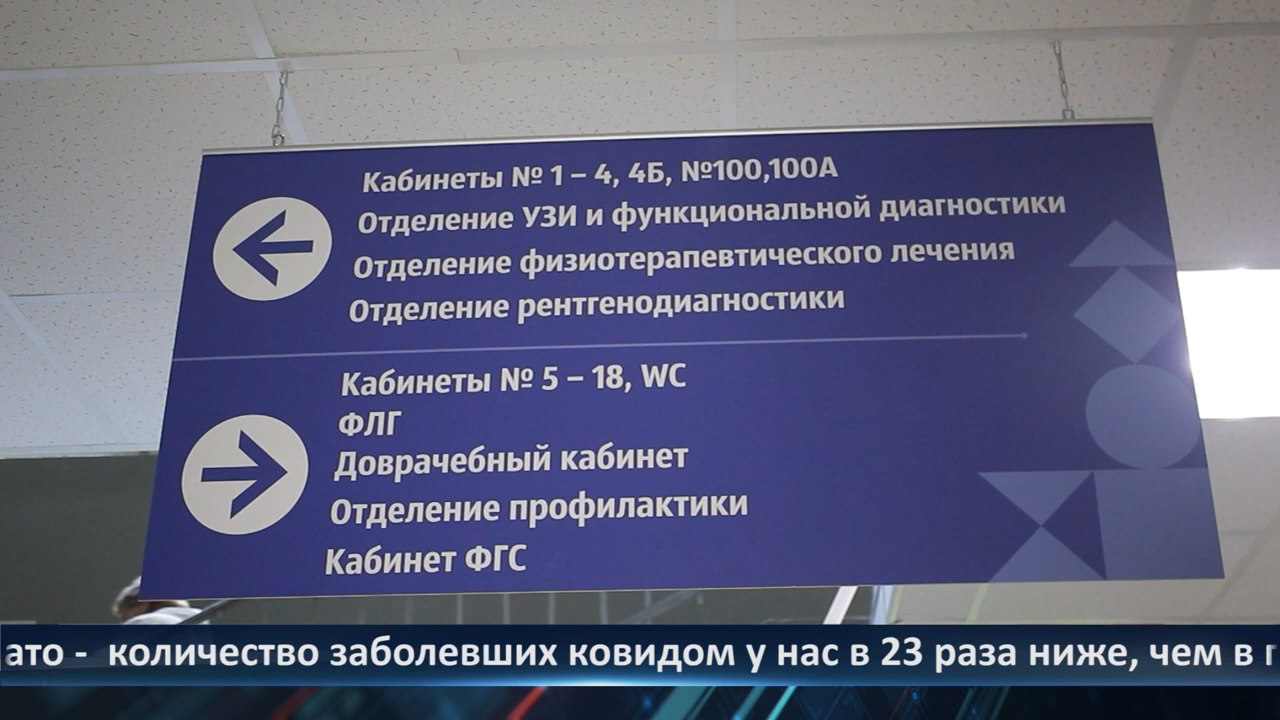 Кабинеты № 1 – 4, 4Б, №100,100А
Отделение УЗИ и функциональной диагностики
Отделение физиотерапевтического лечения
Отделение рентгенодиагностики
Кабинеты № 5 – 18, WC
ФЛГ
Доврачебный кабинет
Отделение профилактики
Кабинет ФГС
ато - количество заболевших ковидом у нас в 23 раза ниже, чем в